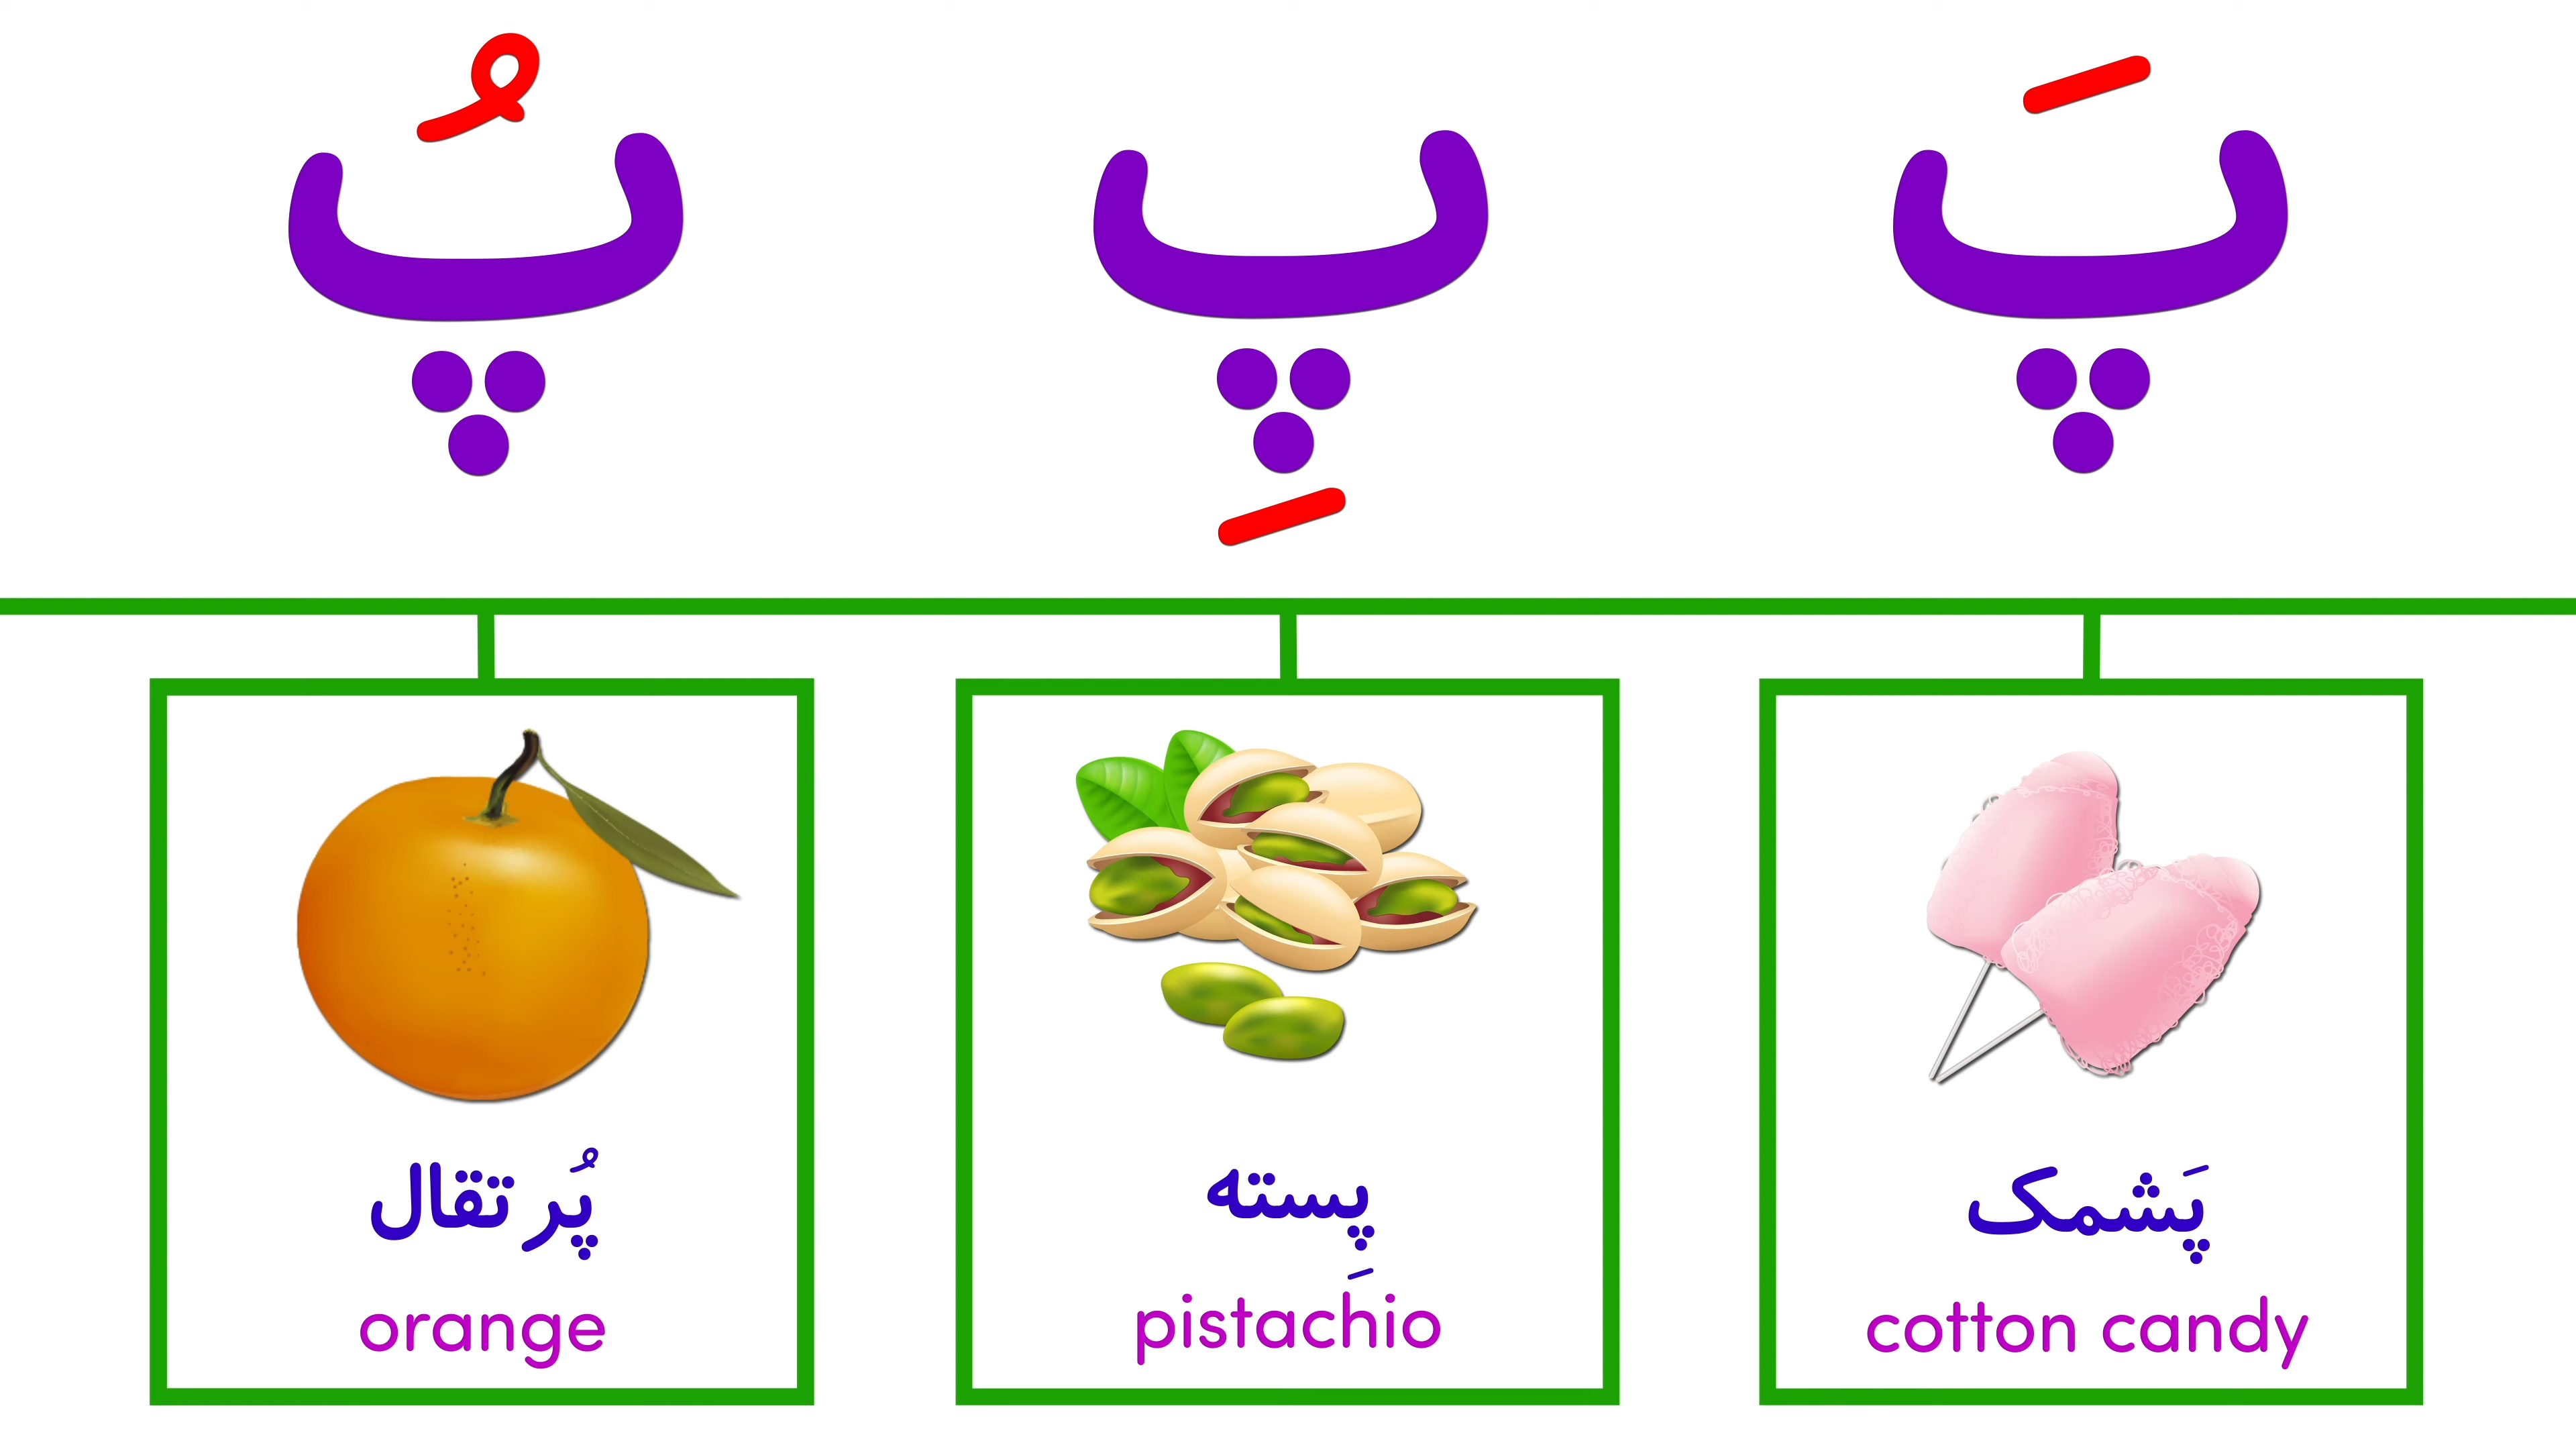 پَ
پِ
پُ
پَشمک
cotton candy
پِسته
pistachio
پُرتقال
orange